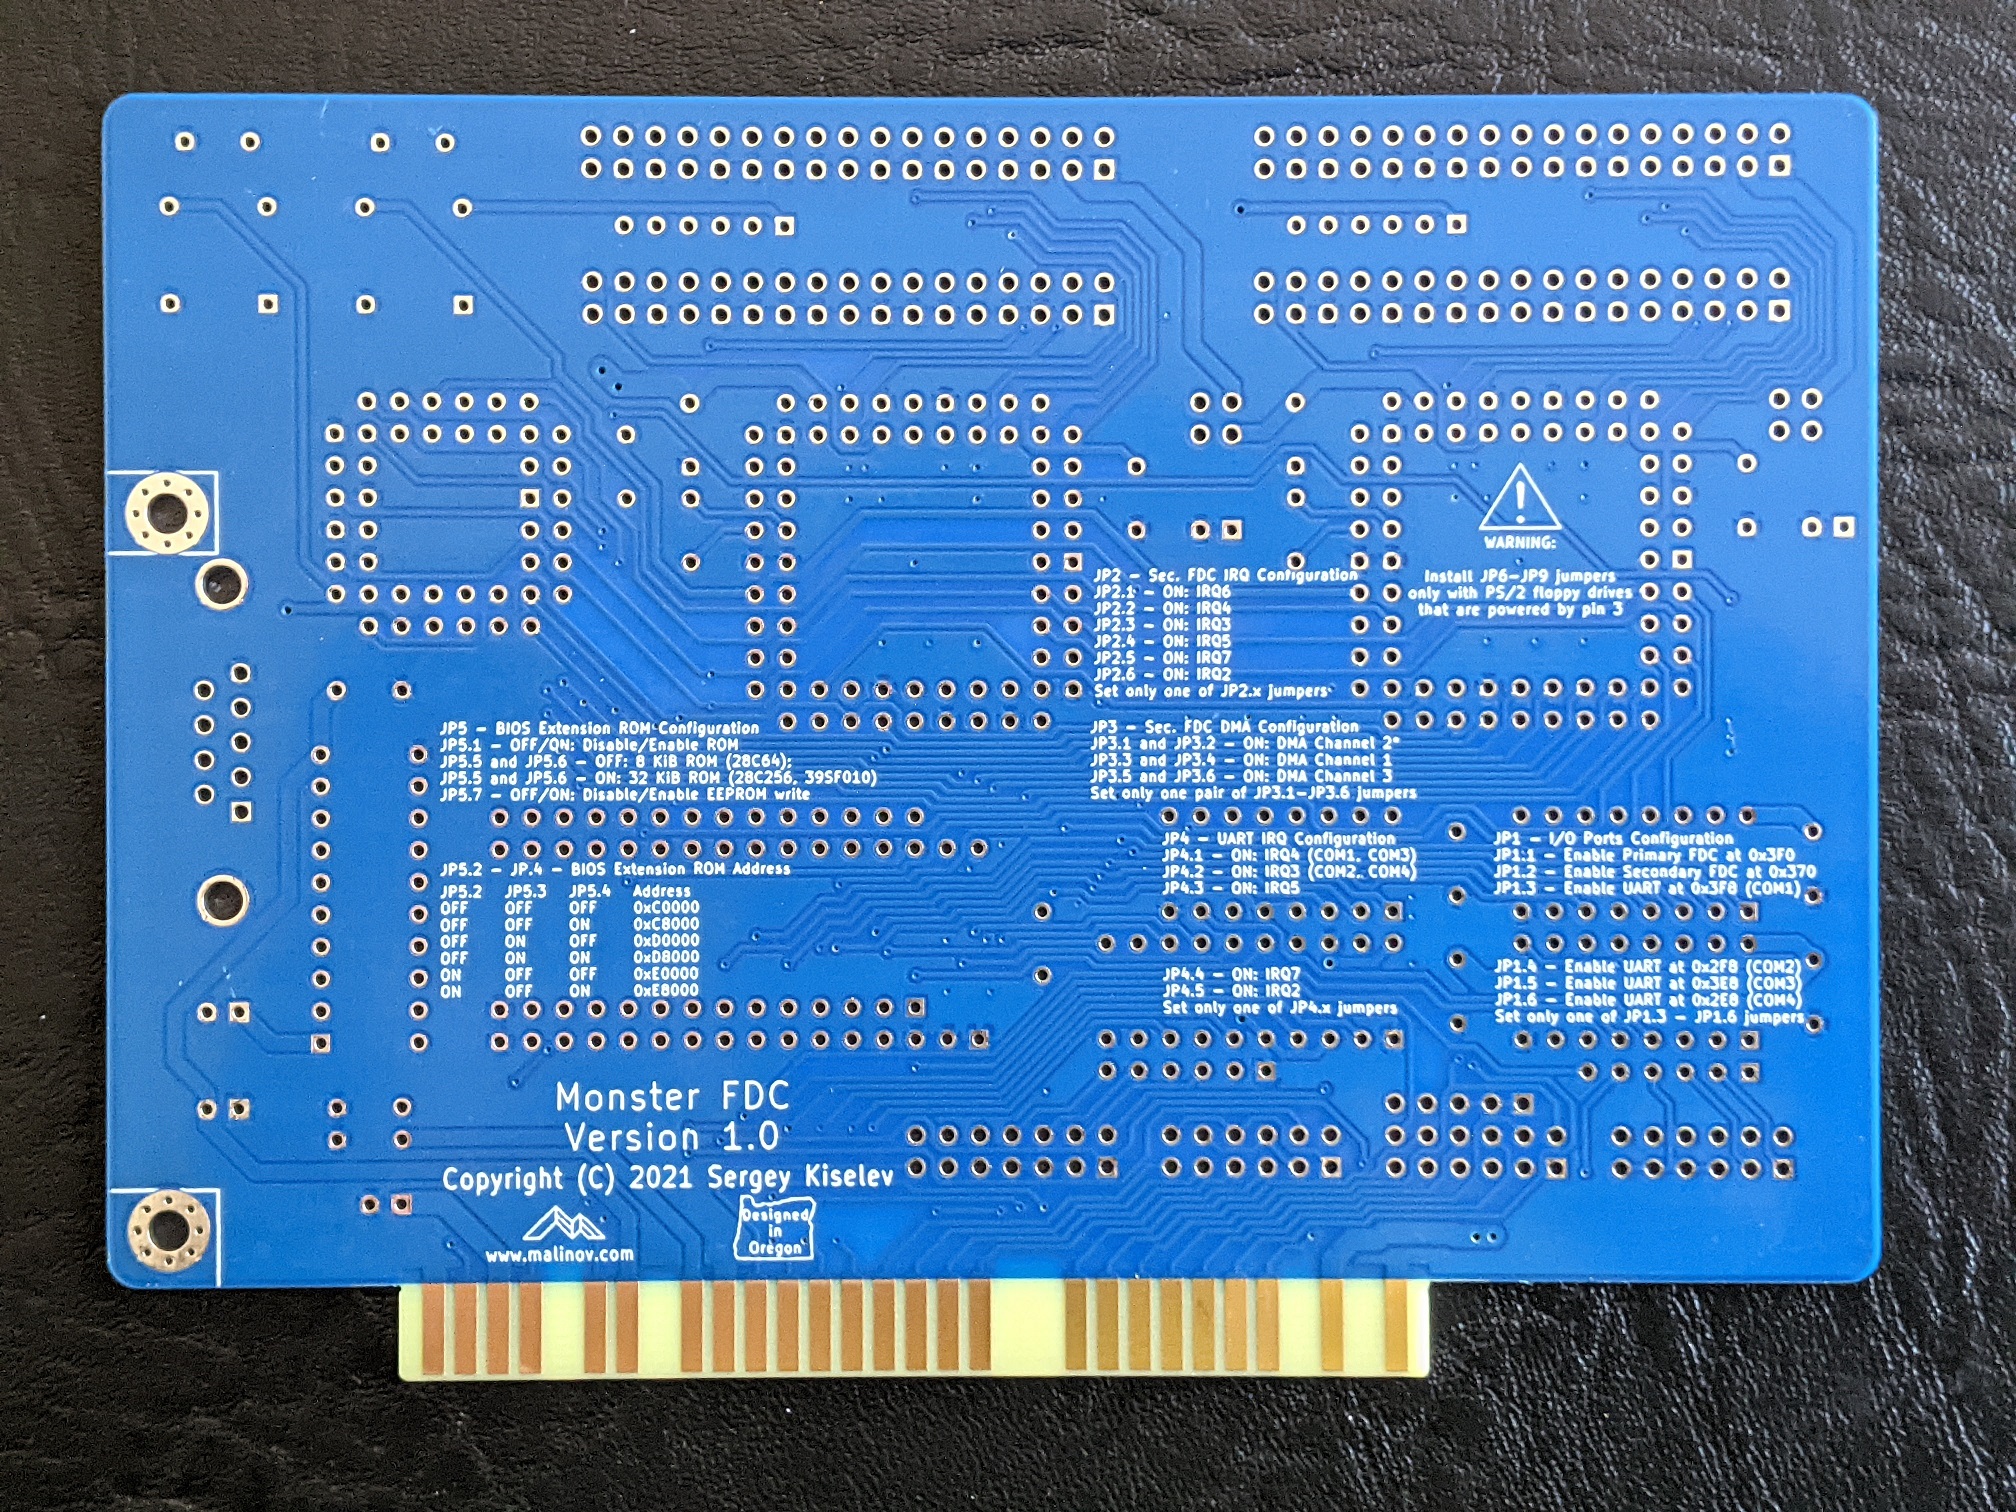 WARNING:
Install JP6-JP9 jumpers
only with PS/2 floppy drives
that are powered by pin 3
JP2 - Sec. FDC IRQ Configuration
JP2.1 - ON: IRQ6
JP2.2 - ON: IRQ4
JP2.3 - ON: IRQ3
JP2.4 - ON: IRQ5
JP2.5 - ON: IRQ7
JP2.6 - ON: IRQ2
Set only one of JP2.x jumpers
JP5 - BIOS Extension ROM Configuration
JP5.1 - OFF/ON: Disable/Enable ROM
JP5.5 and JP5.6 - OFF: 8 KiB ROM (28C64);
JP5.5 and JP5.6 - ON: 32 KiB ROM (28C256, 39SF010)
JP5.7 - OFF/ON: Disable/Enable EEPROM write
JP3 - Sec. FDC DMA Configuration
JP3.1 and JP3.2 - ON: DMA Channel 2*
JP3.3 and JP3.4 - ON: DMA Channel 1
JP3.5 and JP3.6 - ON: DMA Channel 3
Set only one pair of JP3.1-JP3.6 jumpers
JP5.2 - JP.4 - BIOS Extension ROM Address
JP5.2 JP5.3 JP5.4 Address
OFF OFF OFF 0xC0000
OFF OFF ON 0xC8000
OFF ON OFF 0xD0000
OFF ON ON 0xD8000
ON OFF OFF 0xE0000
ON OFF ON 0xE8000
JP4 - UART IRQ Configuration
JP4.1 - ON: IRQ4 (COM1, COM3)
JP4.2 - ON: IRQ3 (COM2, COM4)
JP4.3 - ON: IRQ5
JP4.4 - ON: IRQ7
JP4.5 - ON: IRQ2
Set only one of JP4.x jumpers
JP1 - I/O Ports Configuration
JP1.1 - Enable Primary FDC at 0x3F0
JP1.2 - Enable Secondary FDC at 0x370
JP1.3 - Enable UART at 0x3F8 (COM1)
JP1.4 - Enable UART at 0x2F8 (COM2)
JP1.5 - Enable UART at 0x3E8 (COM3)
JP1.6 - Enable UART at 0x2E8 (COM4)
Set only one of JP1.3 - JP1.6 jumpers
Monster FDC
Version 1.0
Copyright (C) 2021 Sergey Kiselev
www.malinov.com
Designed
in
Oregon